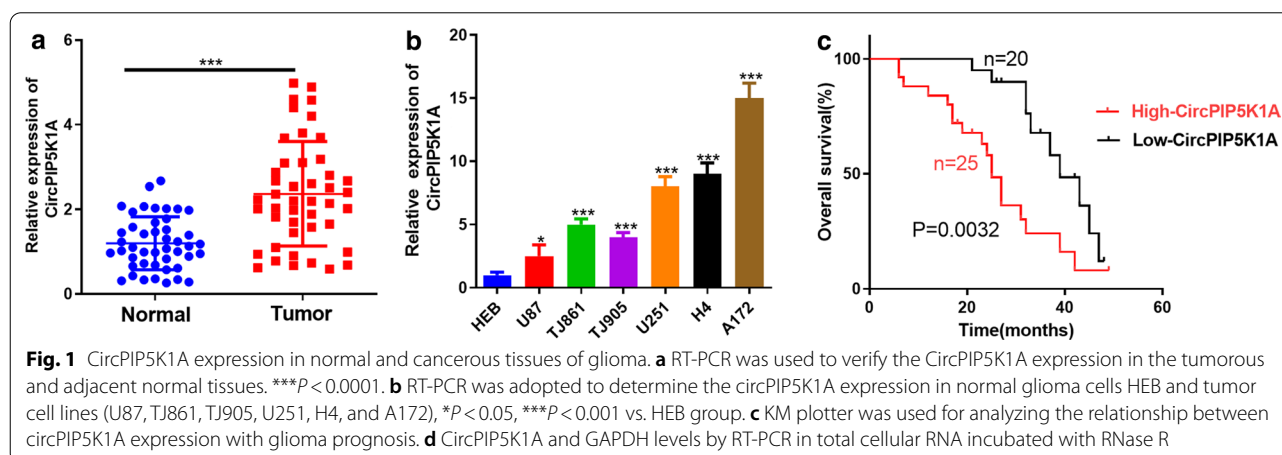 a
Relative expression of
CircPIP5K1A
6
4
2
0
***
Normal
Tumor
b
Relative expression of
CircPIP5K1A
20
15
10
5
0
*
***
***
***
***
***
HEB
U87
TJ861
TJ905
U251
H4
A172
c
Overall survival(%)
100
50
0
n=20
n=25
P=0.0032
High-CircPIP5K1A
Low-CircPIP5K1A
0
20
40
60
Time(months)
Fig. 1 CircPIP5K1A expression in normal and cancerous tissues of glioma. a RT-PCR was used to verify the CircPIP5K1A expression in the tumorous
and adjacent normal tissues. ***P < 0.0001. b RT-PCR was adopted to determine the circPIP5K1A expression in normal glioma cells HEB and tumor
cell lines (U87, TJ861, TJ905, U251, H4, and A172), *P < 0.05, ***P < 0.001 vs. HEB group. c KM plotter was used for analyzing the relationship between
circPIP5K1A expression with glioma prognosis. d CircPIP5K1A and GAPDH levels by RT-PCR in total cellular RNA incubated with RNase R